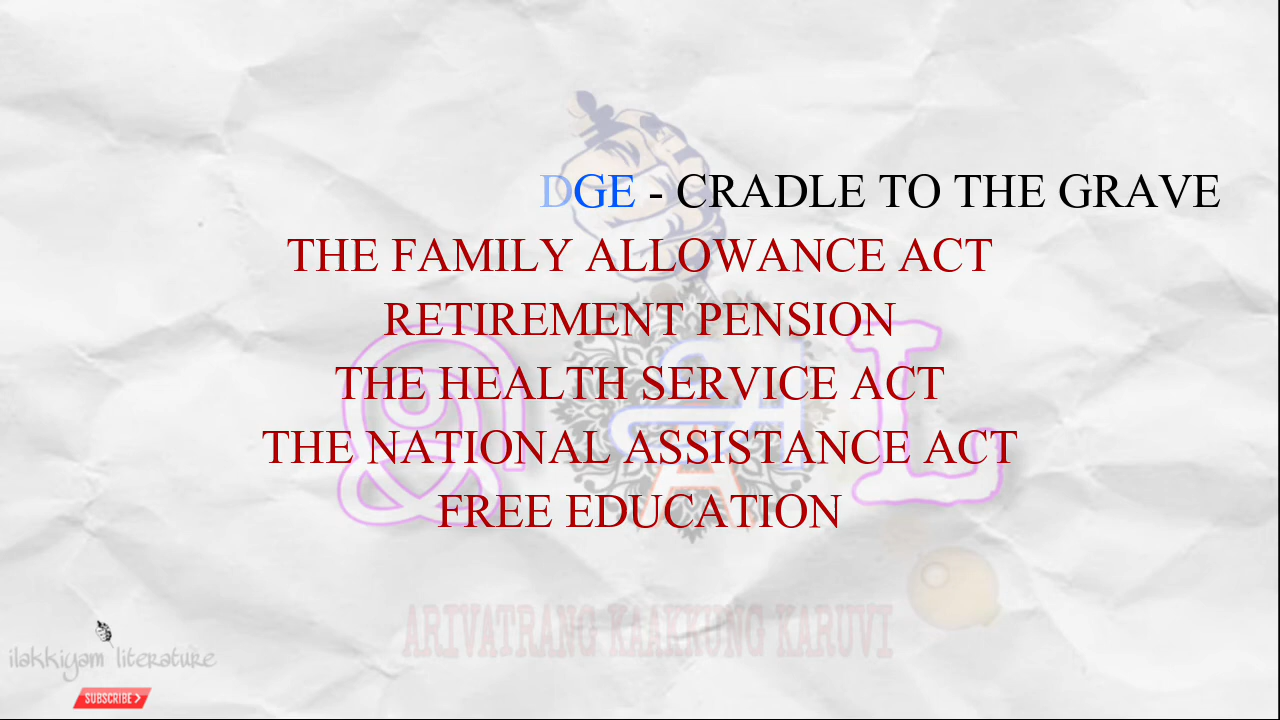 DGE - CRADLE TO THE GRAVE
THE FAMILY ALLOWANCE ACT
RETIREMENT PENSION
THE HEALTH SERVICE ACT
THE NATIONAL ASSISTANCE ACT
FREE EDUCATION
ARIVATRANG KAAKKUNG KARUVI
ilakkiyam literature
SUBSCRIBE >